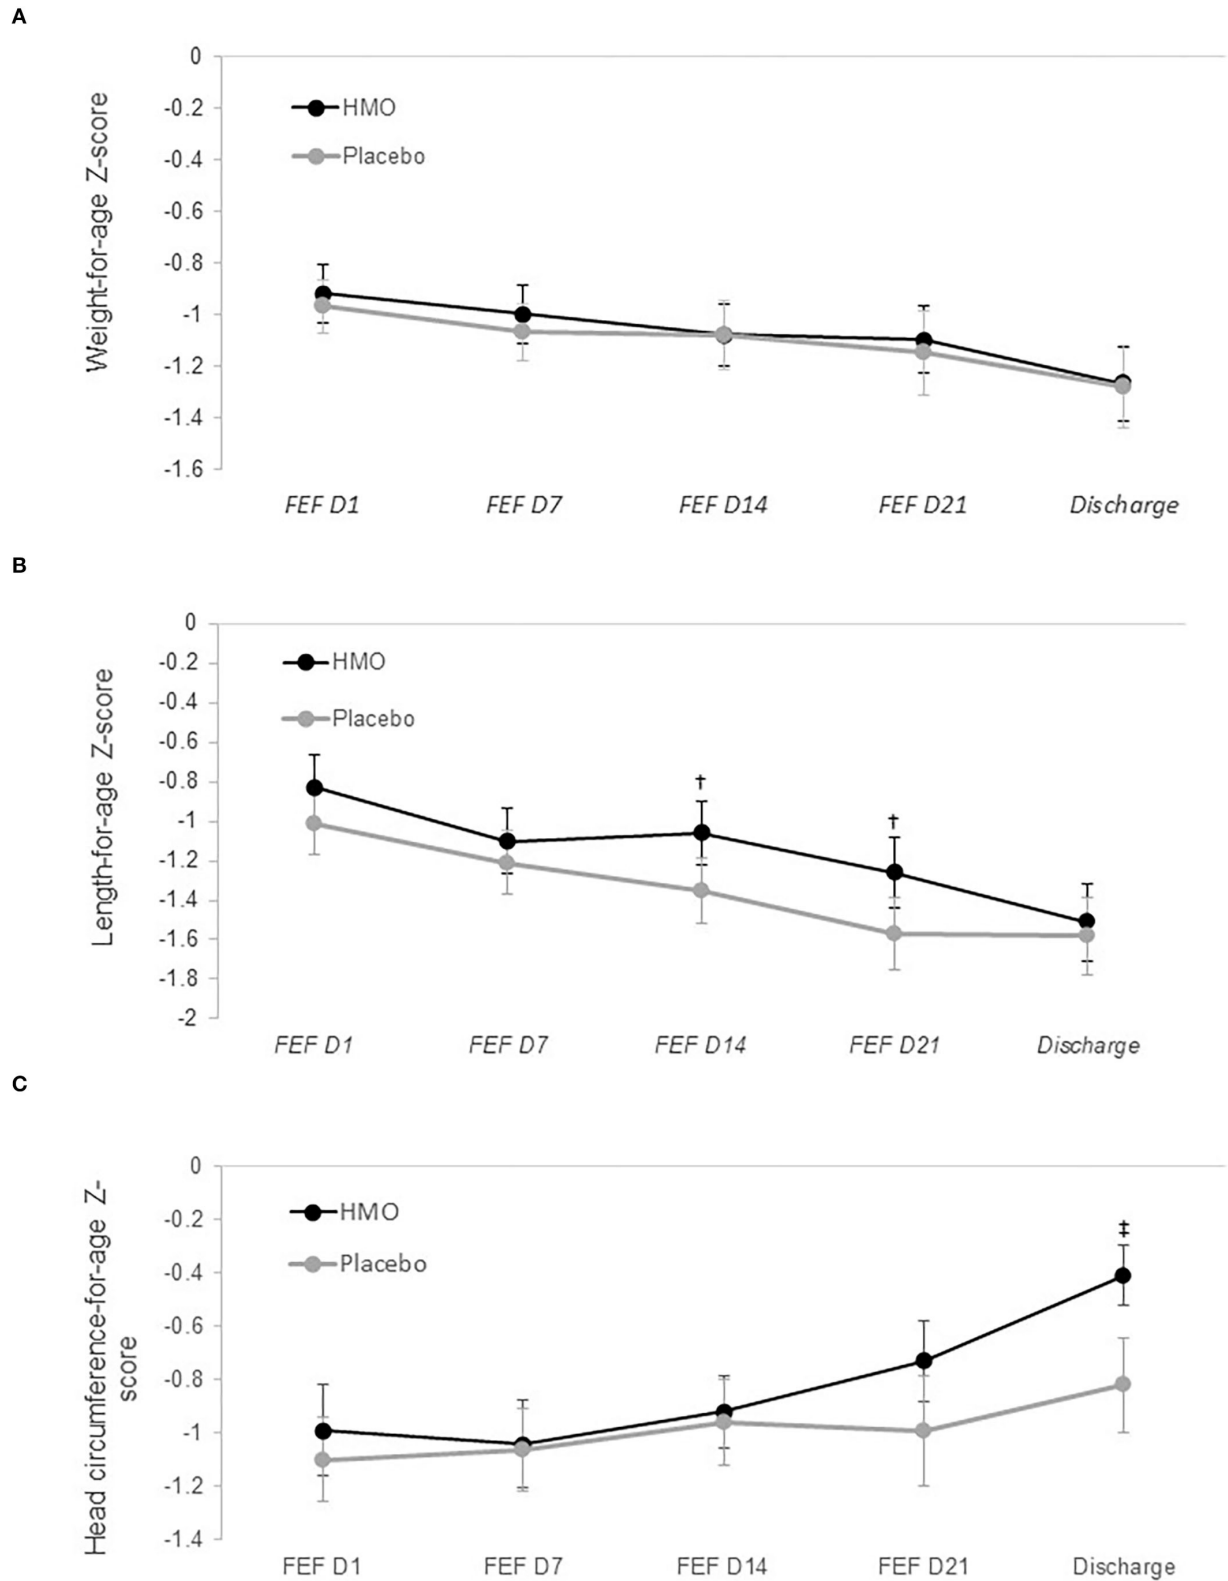 A
Weight-for-age Z-score
0
-0.2
-0.4
-0.6
-0.8
-1
-1.2
-1.4
-1.6
HMO
Placebo
FEF D1 FEF D7 FEF D14 FEF D21 Discharge
B
Length-for-age Z-score
0
-0.2
-0.4
-0.6
-0.8
-1
-1.2
-1.4
-1.6
-1.8
-2
HMO
Placebo
†
†
FEF D1 FEF D7 FEF D14 FEF D21 Discharge
C
Head circumference-for-age Z-
score
0
-0.2
-0.4
-0.6
-0.8
-1
-1.2
-1.4
HMO
Placebo
‡
FEF D1 FEF D7 FEF D14 FEF D21 Discharge